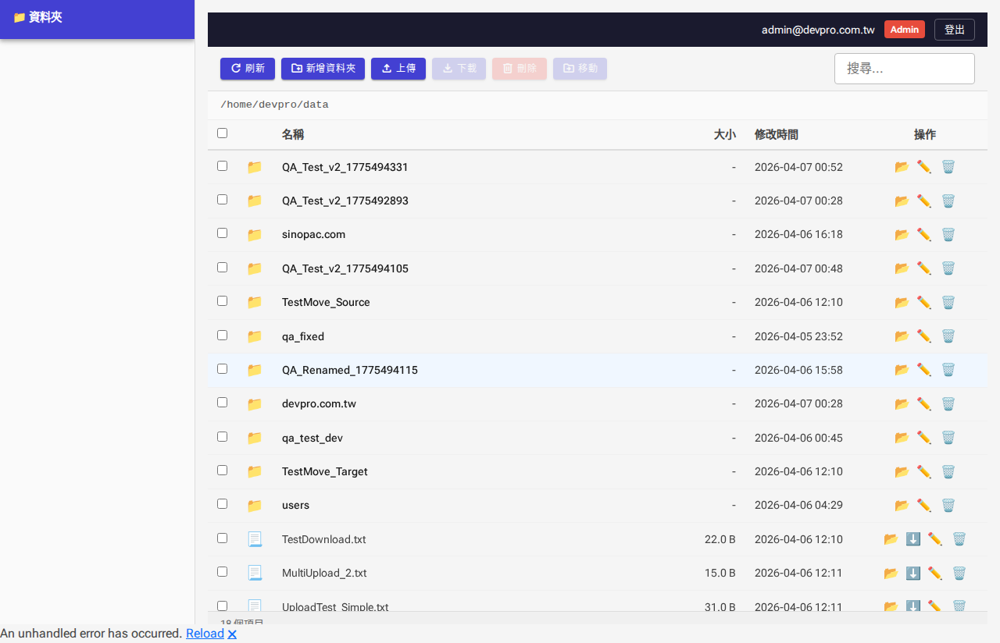 資料夾
admin@devpro.com.tw Admin 登出
刷新 新增資料夾 上傳 下載 刪除 移動 搜尋...
/home/devpro/data
名稱 大小 修改時間 操作
QA_Test_v2_1775494331 - 2026-04-07 00:52
QA_Test_v2_1775492893 - 2026-04-07 00:28
sinopac.com - 2026-04-06 16:18
QA_Test_v2_1775494105 - 2026-04-07 00:48
TestMove_Source - 2026-04-06 12:10
qa_fixed - 2026-04-05 23:52
QA_Renamed_1775494115 - 2026-04-06 15:58
devpro.com.tw - 2026-04-07 00:28
qa_test_dev - 2026-04-06 00:45
TestMove_Target - 2026-04-06 12:10
users - 2026-04-06 04:29
TestDownload.txt 22.0 B 2026-04-06 12:10
MultiUpload_2.txt 15.0 B 2026-04-06 12:11
UploadTest_Simple.txt 31.0 B 2026-04-06 12:11
18 個項目
An unhandled error has occurred. Reload X